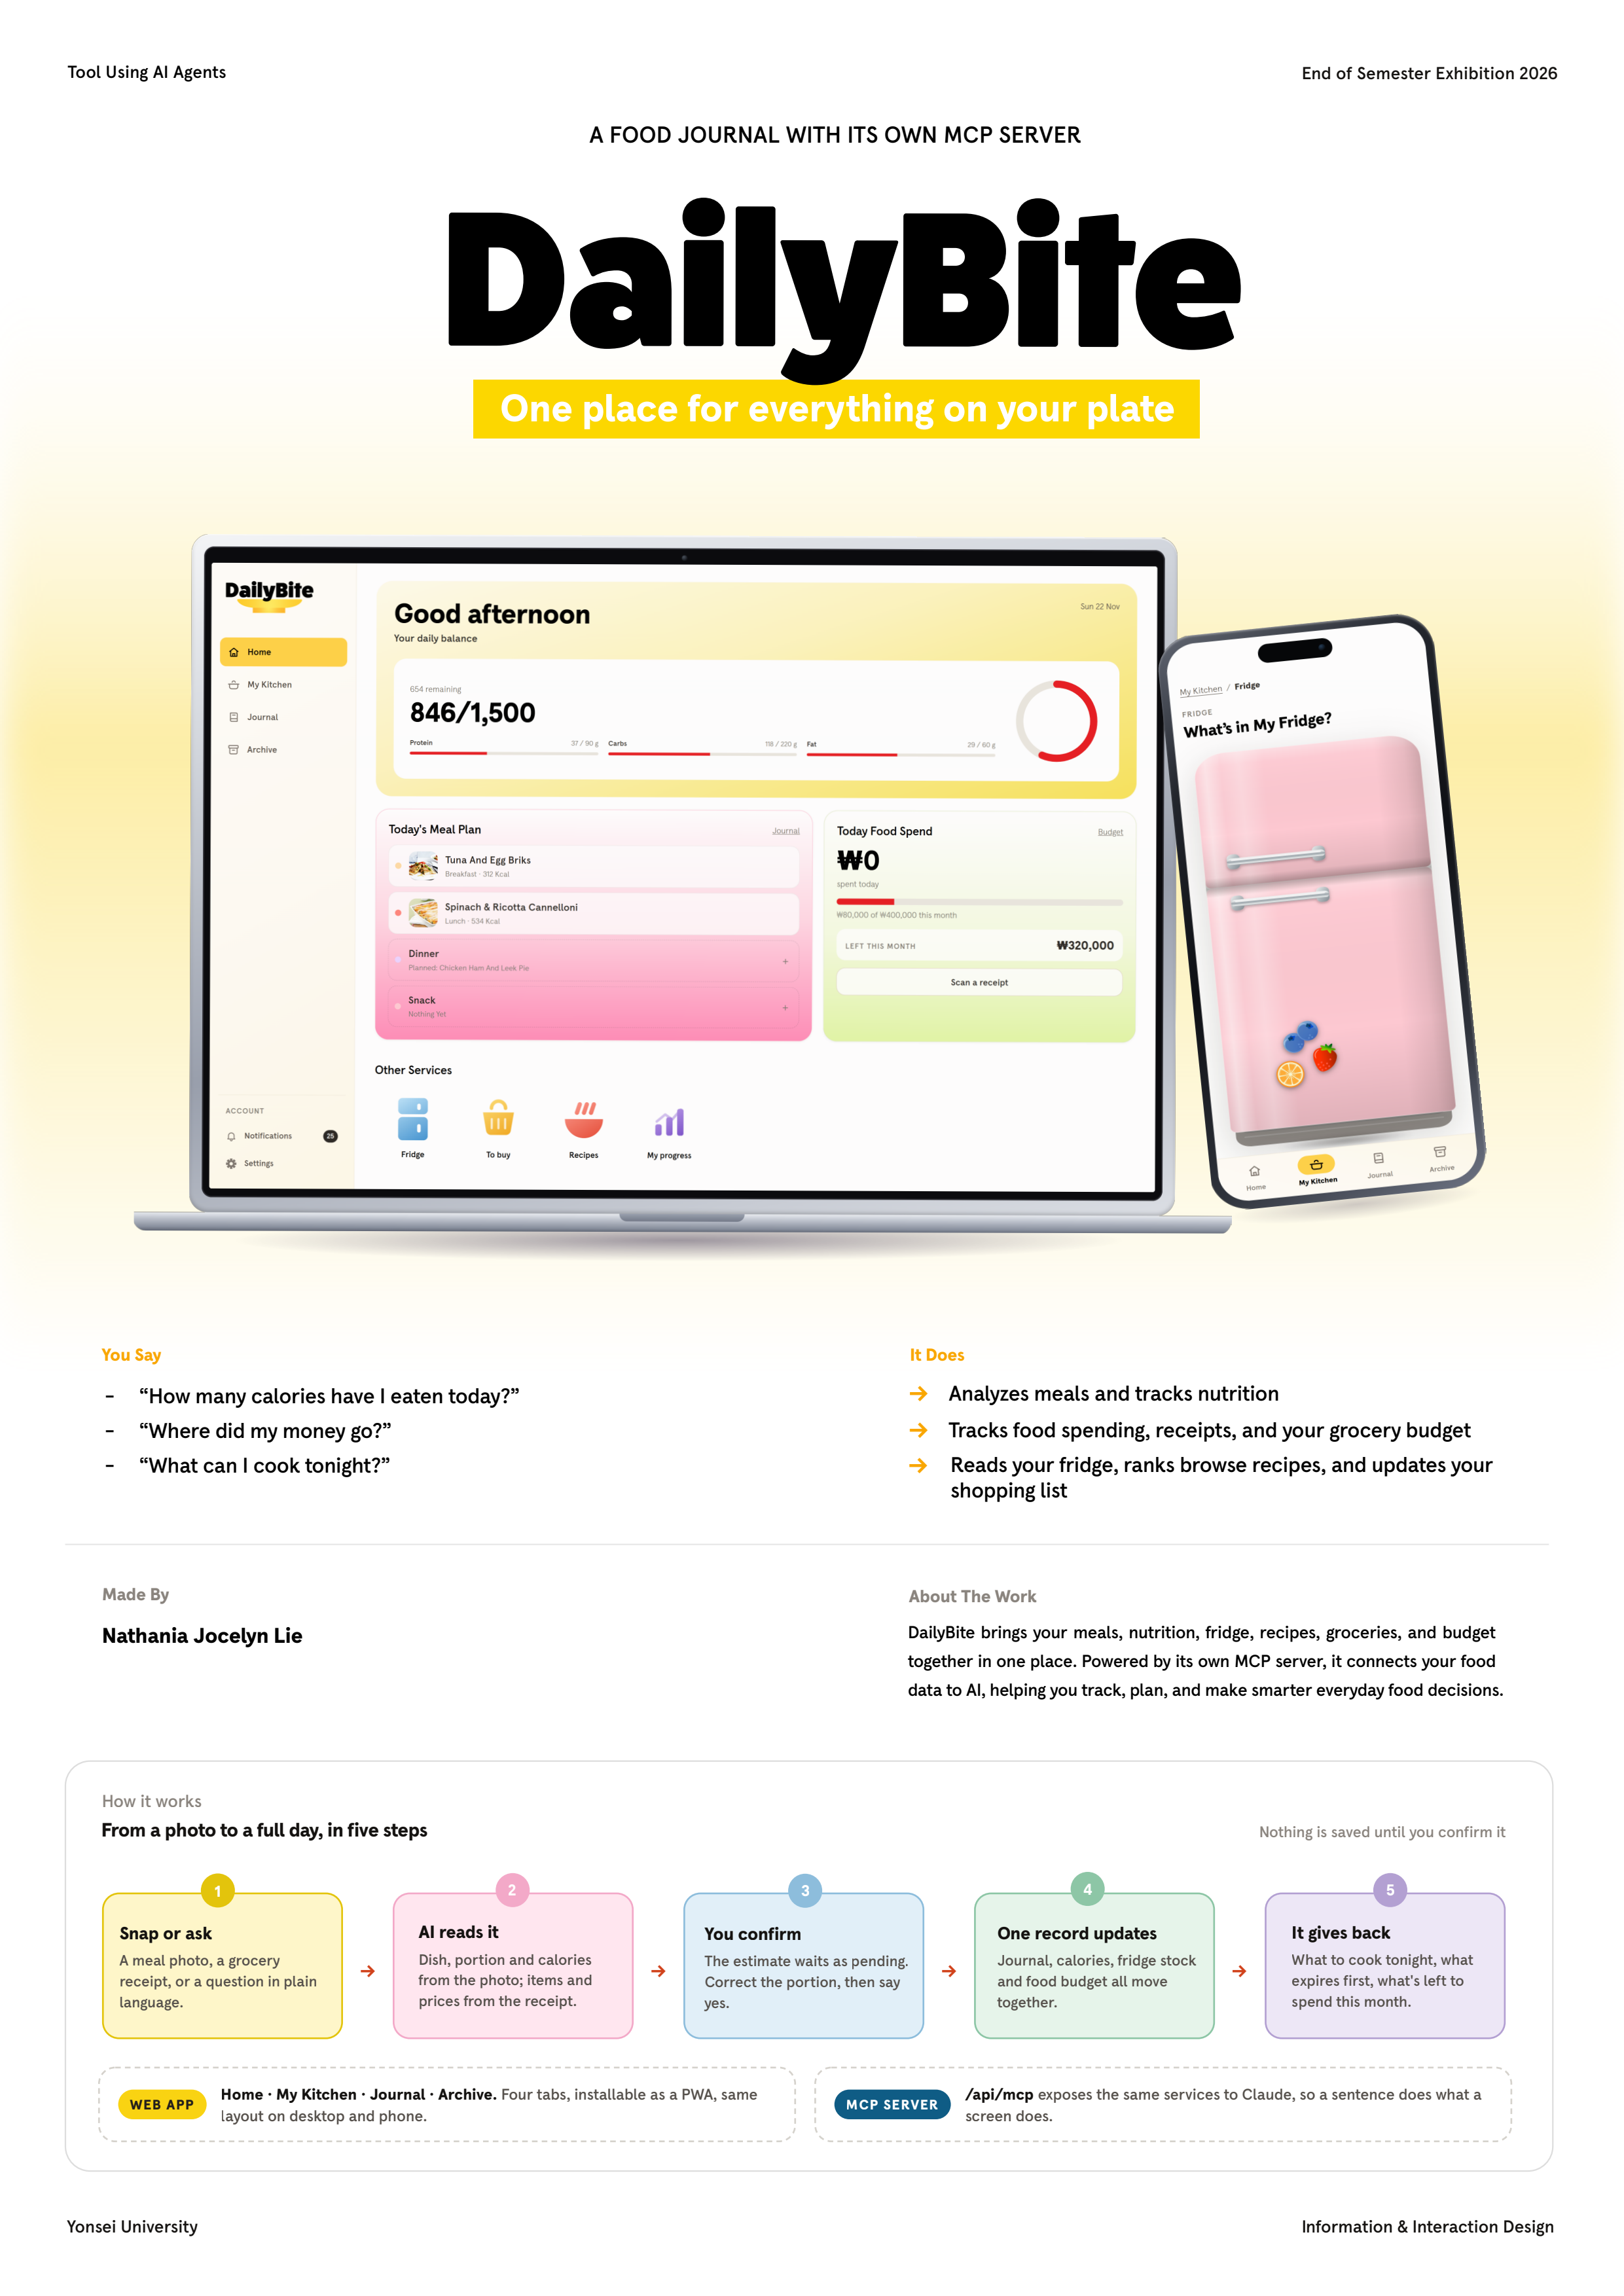 Tool Using AI Agents
End of Semester Exhibition 2026
A FOOD JOURNAL WITH ITS OWN MCP SERVER
DailyBite
One place for everything on your plate
DailyBite
Home
My Kitchen
Journal
Archive
ACCOUNT
Notifications
25
Settings
Good afternoon
Sun 22 Nov
Your daily balance
654 remaining
846/1,500
Protein 37 / 90 g
Carbs 118 / 220 g
Fat 29 / 60 g
Today's Meal Plan
Journal
Tuna And Egg Briks
Breakfast · 312 Kcal
Spinach & Ricotta Cannelloni
Lunch · 534 Kcal
Dinner
Planned: Chicken Ham And Leek Pie
+
Snack
Nothing Yet
+
Today Food Spend
Budget
₩0
spent today
₩80,000 of ₩400,000 this month
LEFT THIS MONTH
₩320,000
Scan a receipt
Other Services
Fridge
To buy
Recipes
My progress
My Kitchen / Fridge
FRIDGE
What's in My Fridge?
Home
My Kitchen
Journal
Archive
You Say
- “How many calories have I eaten today?”
- “Where did my money go?”
- “What can I cook tonight?”
It Does
→ Analyzes meals and tracks nutrition
→ Tracks food spending, receipts, and your grocery budget
→ Reads your fridge, ranks browse recipes, and updates your
shopping list
Made By
Nathania Jocelyn Lie
About The Work
DailyBite brings your meals, nutrition, fridge, recipes, groceries, and budget
together in one place. Powered by its own MCP server, it connects your food
data to AI, helping you track, plan, and make smarter everyday food decisions.
How it works
From a photo to a full day, in five steps
Nothing is saved until you confirm it
1
Snap or ask
A meal photo, a grocery
receipt, or a question in plain
language.
→
2
AI reads it
Dish, portion and calories
from the photo; items and
prices from the receipt.
→
3
You confirm
The estimate waits as pending.
Correct the portion, then say
yes.
→
4
One record updates
Journal, calories, fridge stock
and food budget all move
together.
→
5
It gives back
What to cook tonight, what
expires first, what's left to
spend this month.
WEB APP
Home · My Kitchen · Journal · Archive. Four tabs, installable as a PWA, same
layout on desktop and phone.
MCP SERVER
/api/mcp exposes the same services to Claude, so a sentence does what a
screen does.
Yonsei University
Information & Interaction Design